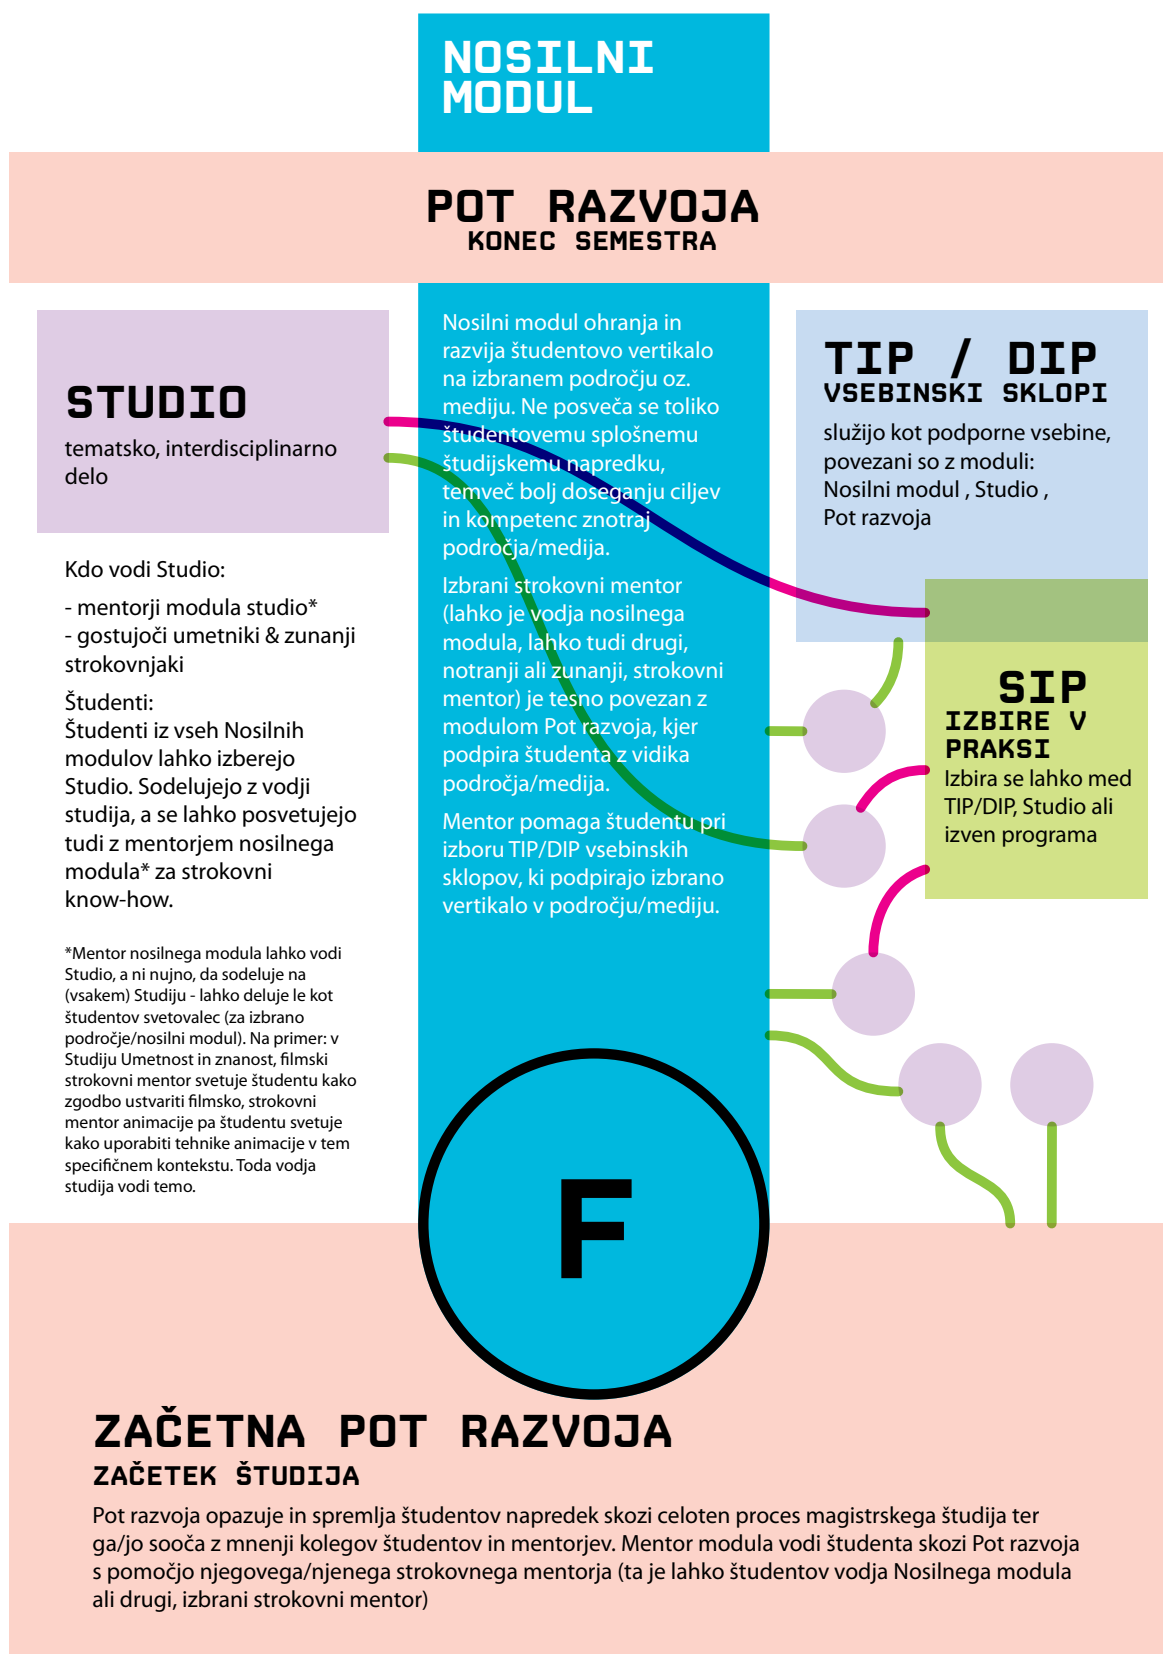 NOSILNI
MODUL
POT RAZVOJA
KONEC SEMESTRA
STUDIO
tematsko, interdisciplinarno
delo
Kdo vodi Studio:
- mentorji modula studio*
- gostujoči umetniki & zunanji
strokovnjaki
Študenti:
Študenti iz vseh Nosilnih
modulov lahko izberejo
Studio. Sodelujejo z vodji
studija, a se lahko posvetujejo
tudi z mentorjem nosilnega
modula* za strokovni
know-how.
*Mentor nosilnega modula lahko vodi
Studio, a ni nujno, da sodeluje na
(vsakem) Studiju - lahko deluje le kot
študentov svetovalec (za izbrano
področje/nosilni modul). Na primer: v
Studiju Umetnost in znanost, filmski
strokovni mentor svetuje študentu kako
zgodbo ustvariti filmsko, strokovni
mentor animacije pa študentu svetuje
kako uporabiti tehnike animacije v tem
specifičnem kontekstu. Toda vodja
studija vodi temo.
Nosilni modul ohranja in
razvija študentovo vertikalo
na izbranem področju oz.
mediju. Ne posveča se toliko
študentovemu splošnemu
študijskemu napredku,
temveč bolj doseganju ciljev
in kompetenc znotraj
področja/medija.
Izbrani strokovni mentor
(lahko je vodja nosilnega
modula, lahko tudi drugi,
notranji ali zunanji, strokovni
mentor) je tesno povezan z
modulom Pot razvoja, kjer
podpira študenta z vidika
področja/medija.
Mentor pomaga študentu pri
izboru TIP/DIP vsebinskih
sklopov, ki podpirajo izbrano
vertikalo v področju/mediju.
TIP / DIP
VSEBINSKI SKLOPI
služijo kot podporne vsebine,
povezani so z moduli:
Nosilni modul , Studio ,
Pot razvoja
SIP
IZBIRE V
PRAKSI
Izbira se lahko med
TIP/DIP, Studio ali
izven programa
F
ZAČETNA POT RAZVOJA
ZAČETEK ŠTUDIJA
Pot razvoja opazuje in spremlja študentov napredek skozi celoten proces magistrskega študija ter
ga/jo sooča z mnenji kolegov študentov in mentorjev. Mentor modula vodi študenta skozi Pot razvoja
s pomočjo njegovega/njenega strokovnega mentorja (ta je lahko študentov vodja Nosilnega modula
ali drugi, izbrani strokovni mentor)